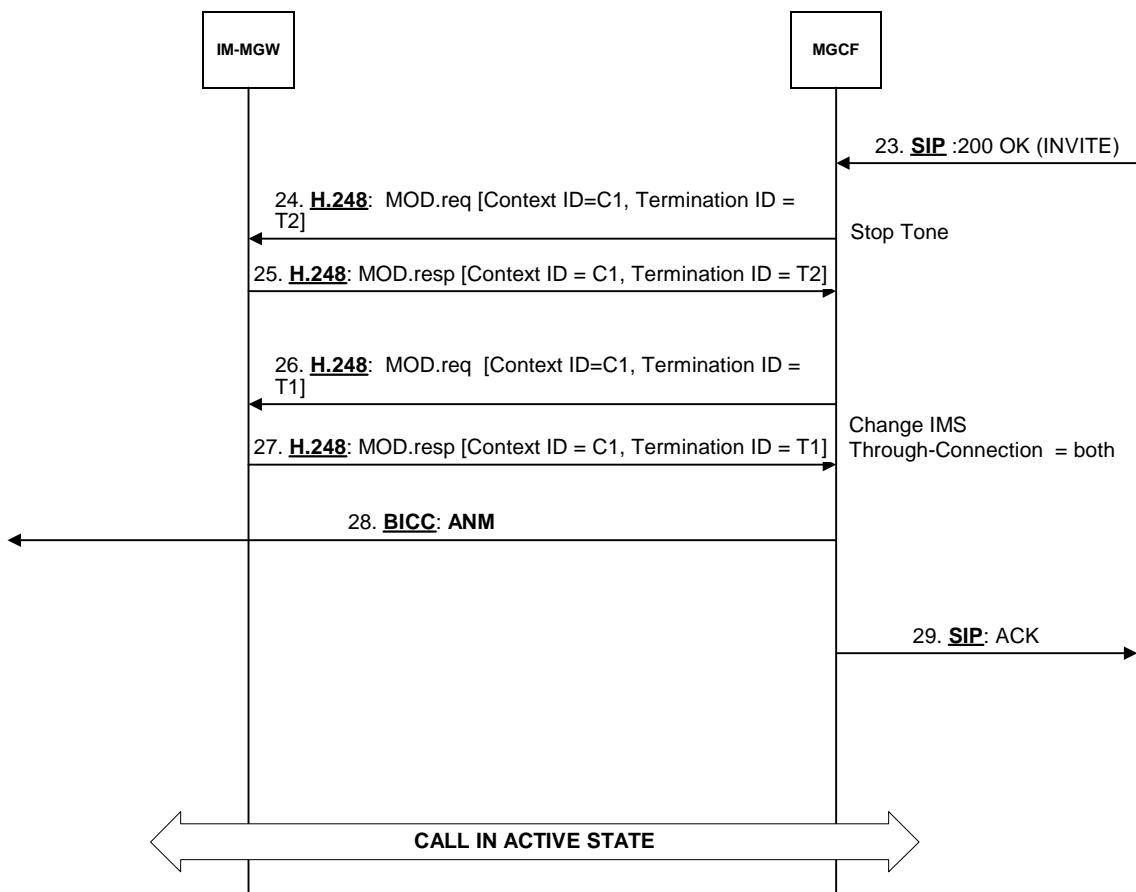 IM-MGW
MGCF
23. SIP :200 OK (INVITE)
24. H.248: MOD.req [Context ID=C1, Termination ID =
T2]
Stop Tone
25. H.248: MOD.resp [Context ID = C1, Termination ID = T2]
26. H.248: MOD.req [Context ID=C1, Termination ID =
T1]
Change IMS
Through-Connection = both
27. H.248: MOD.resp [Context ID = C1, Termination ID = T1]
28. BICC: ANM
29. SIP: ACK
CALL IN ACTIVE STATE